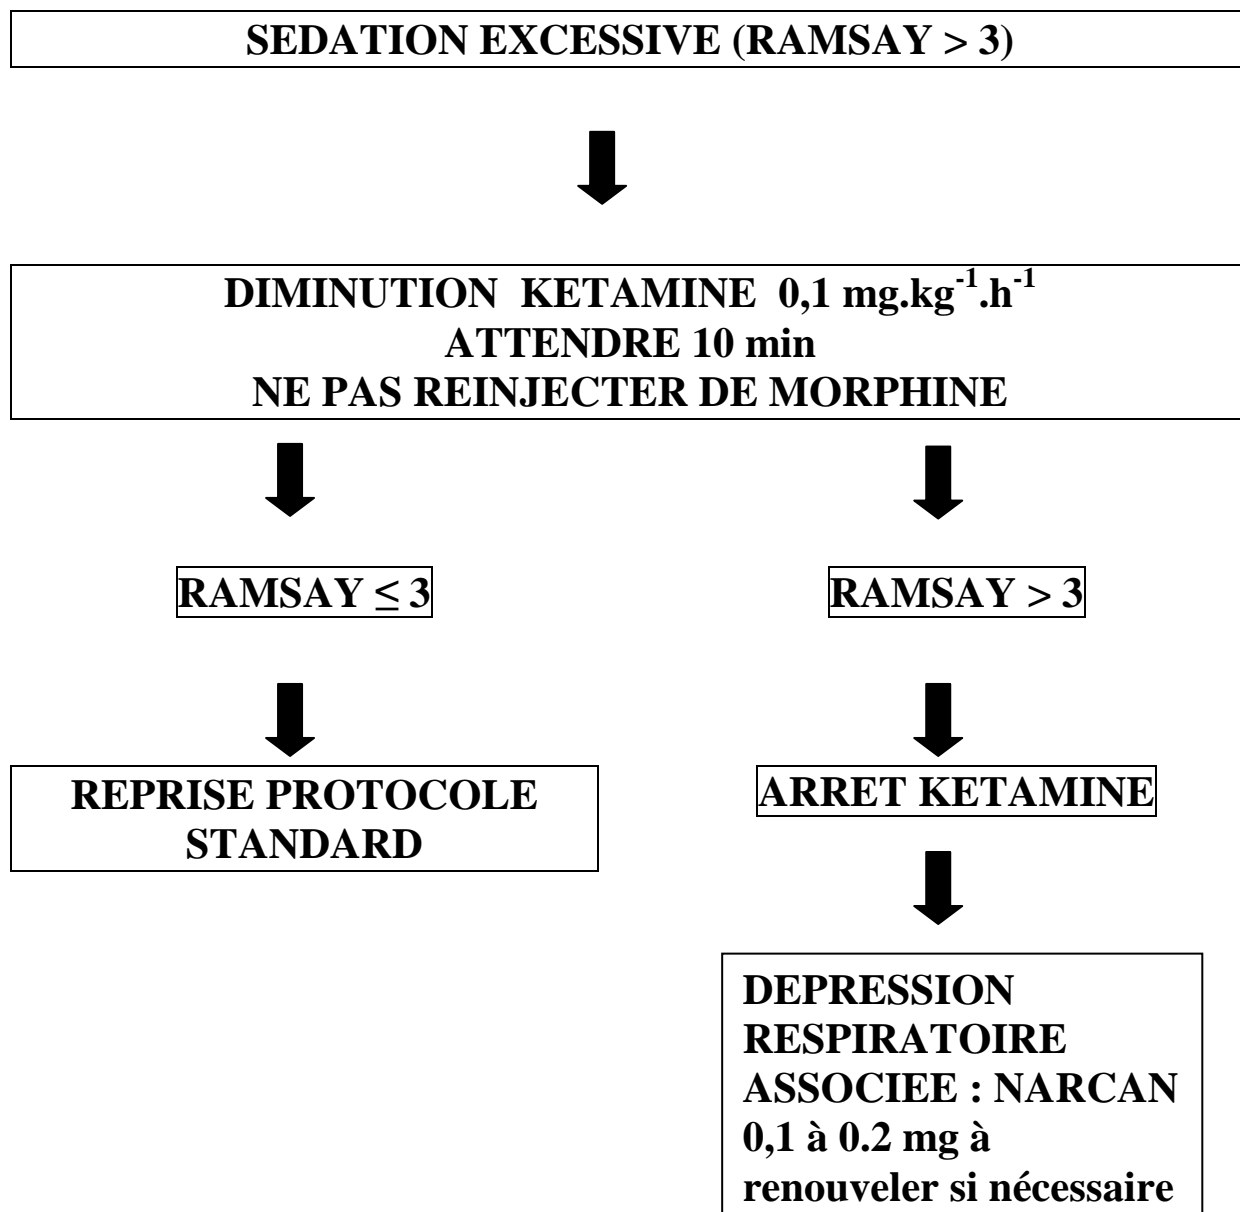 SEDATION EXCESSIVE (RAMSAY > 3)
DIMINUTION KETAMINE 0,1 mg.kg⁻¹.h⁻¹
ATTENDRE 10 min
NE PAS REINJECTER DE MORPHINE
RAMSAY ≤ 3
RAMSAY > 3
REPRISE PROTOCOLE
STANDARD
ARRET KETAMINE
DEPRESSION
RESPIRATOIRE
ASSOCIEE : NARCAN
0,1 à 0.2 mg à
renouveler si nécessaire